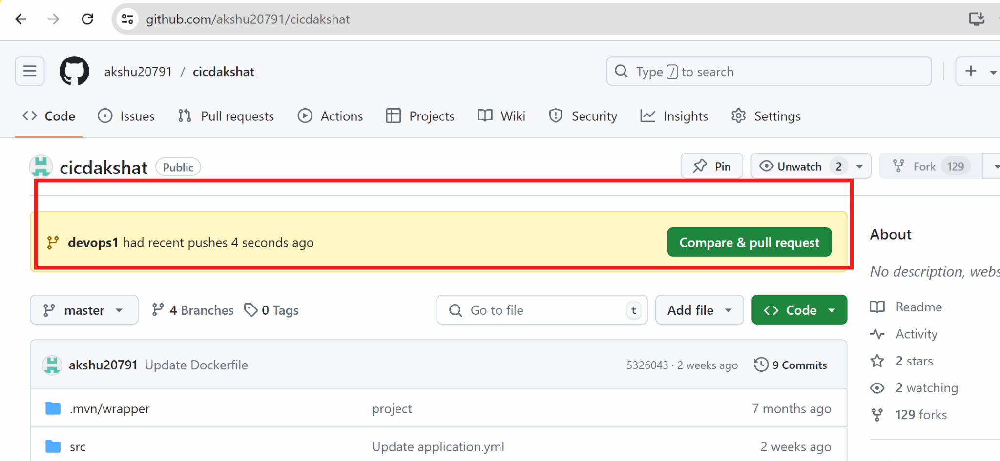 github.com/akshu20791/cicdakshat
akshu20791 / cicdakshat
Type / to search
Code Issues Pull requests Actions Projects Wiki Security Insights Settings
cicdakshat Public
Pin Unwatch 2 Fork 129
devops1 had recent pushes 4 seconds ago
Compare & pull request
About
No description, webs
master 4 Branches 0 Tags
Go to file t
Add file
Code
Readme
Activity
2 stars
2 watching
129 forks
akshu20791 Update Dockerfile 5326043 · 2 weeks ago 9 Commits
.mvn/wrapper project 7 months ago
src Update application.yml 2 weeks ago